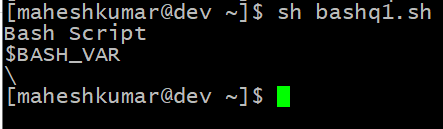 [maheshkumar@dev ~]$ sh bashq1.sh
Bash Script
$BASH_VAR
\
[maheshkumar@dev ~]$